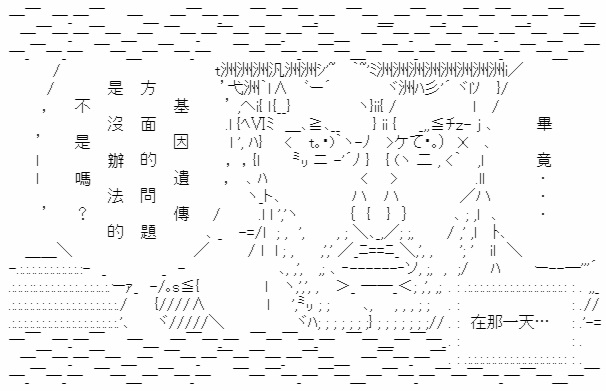 畢竟・・・
基因遺傳
方面的問題
是沒辦法的
不是嗎？
在那一天…